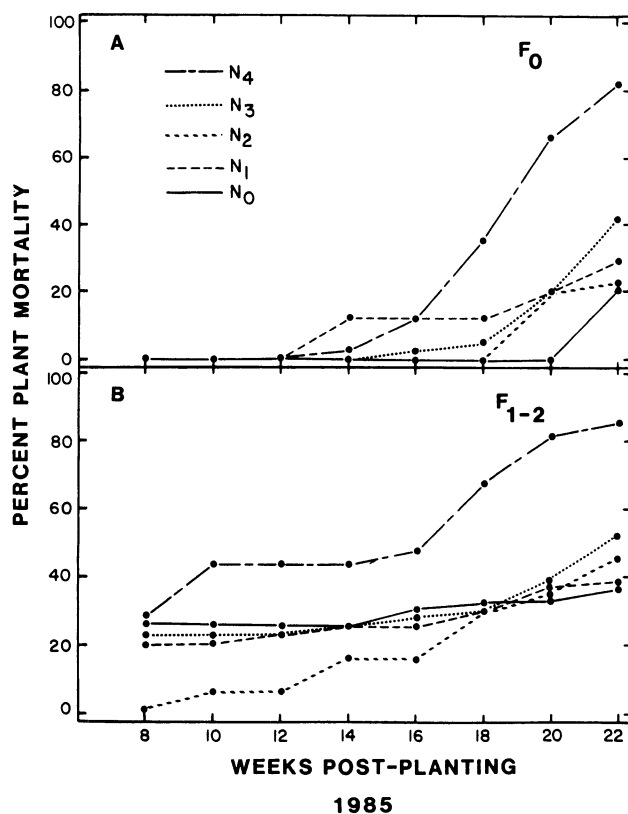 PERCENT PLANT MORTALITY
A
F0
N4
N3
N2
N1
N0
100
80
60
40
20
0
B
F1-2
100
80
60
40
20
0
8 10 12 14 16 18 20 22
WEEKS POST-PLANTING
1985